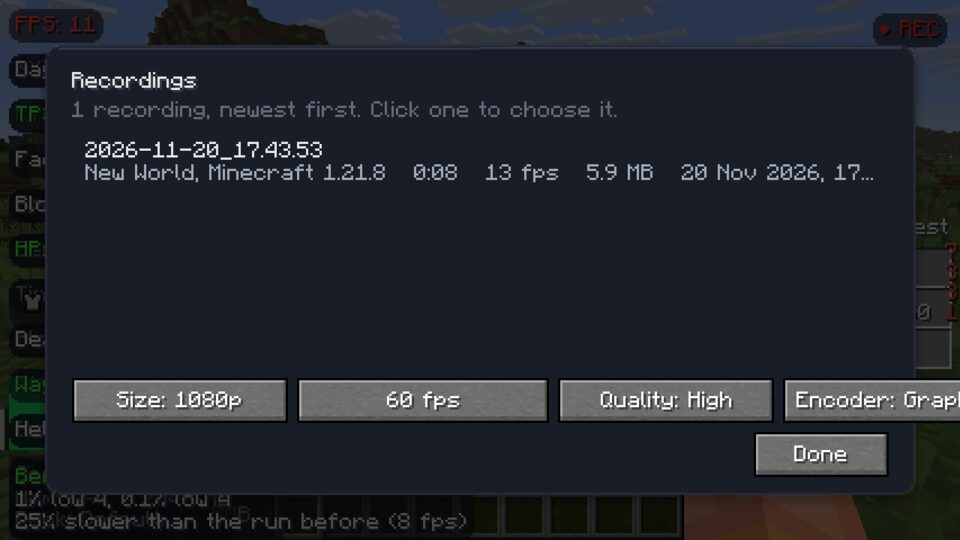 FPS: 11
REC
Recordings
1 recording, newest first. Click one to choose it.
2026-11-20_17.43.53
New World, Minecraft 1.21.8 0:08 13 fps 5.9 MB 20 Nov 2026, 17...
Size: 1080p
60 fps
Quality: High
Encoder: Grap
Done
1% low 4, 0.1% low 4
25% slower than the run before (8 fps)